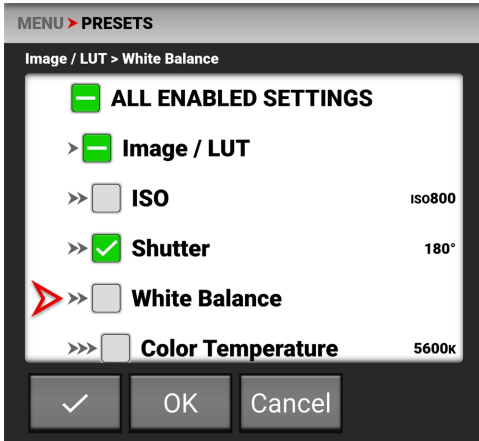 MENU > PRESETS
Image / LUT > White Balance
ALL ENABLED SETTINGS
> Image / LUT
>> ISO ISO800
>> Shutter 180°
>> White Balance
>>> Color Temperature 5600K
OK Cancel